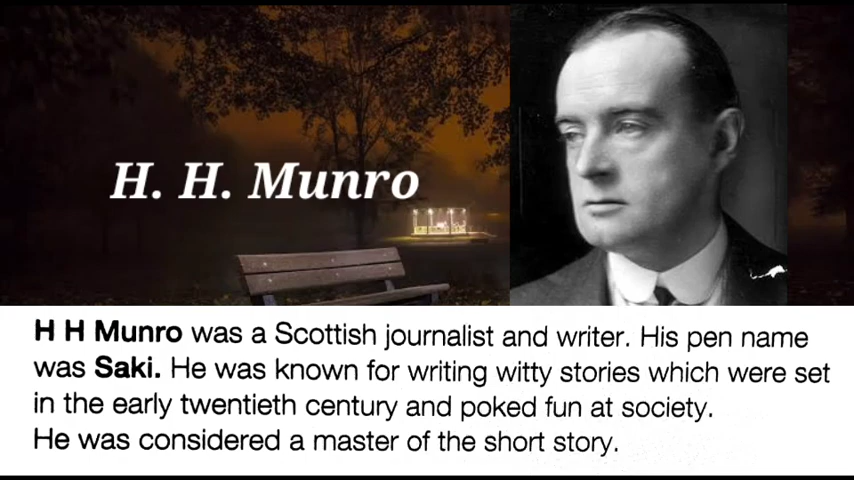 H. H. Munro
H H Munro was a Scottish journalist and writer. His pen name
was Saki. He was known for writing witty stories which were set
in the early twentieth century and poked fun at society.
He was considered a master of the short story.